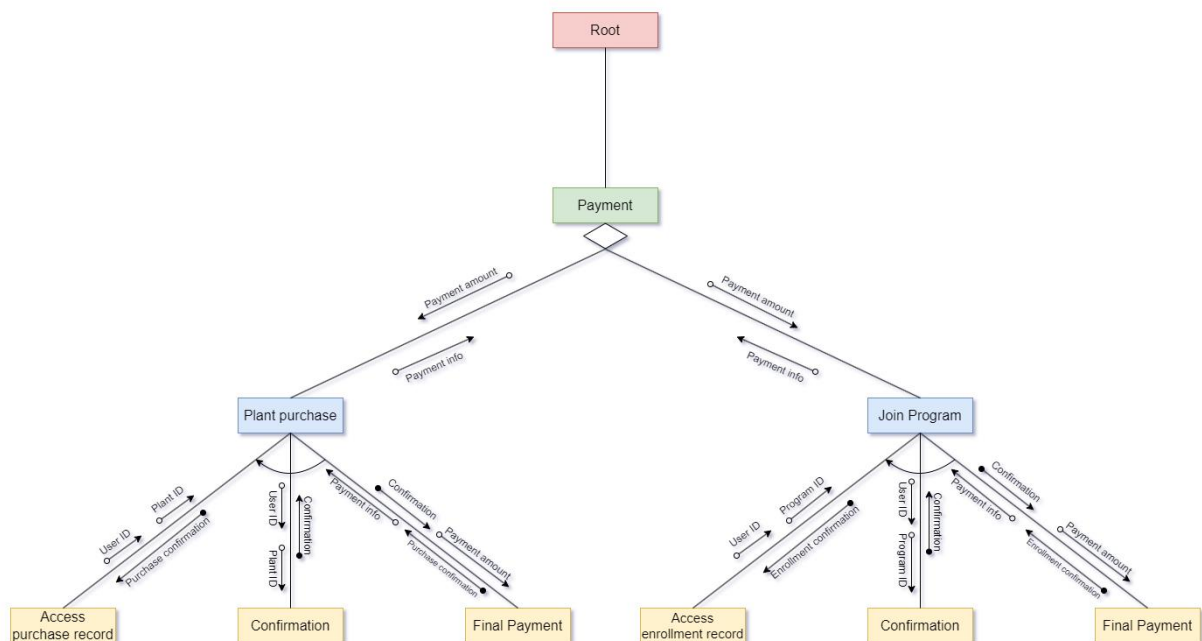 Root
Payment
Payment amount
Payment amount
Payment info
Payment info
Plant purchase
Join Program
User ID
Plant ID
Purchase confirmation
User ID
Plant ID
Confirmation
Confirmation
Payment info
Payment amount
Purchase confirmation
User ID
Program ID
Enrollment confirmation
User ID
Program ID
Confirmation
Confirmation
Payment info
Payment amount
Enrollment confirmation
Access
purchase record
Confirmation
Final Payment
Access
enrollment record
Confirmation
Final Payment